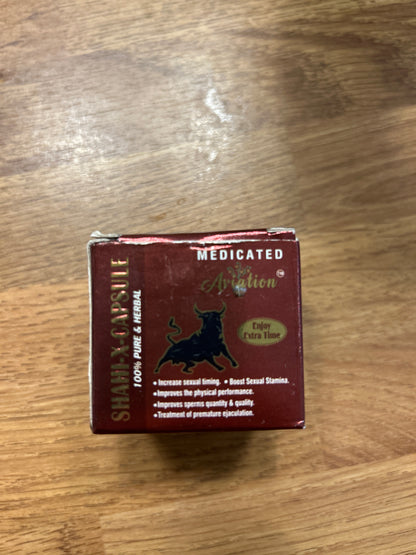 SHAHI-X-CAPSULE
100% PURE & HERBAL
MEDICATED
Aviation™
Enjoy
Extra Time
• Increase sexual timing. • Boost Sexual Stamina.
• Improves the physical performance.
• Improves sperms quantity & quality.
• Treatment of premature ejaculation.